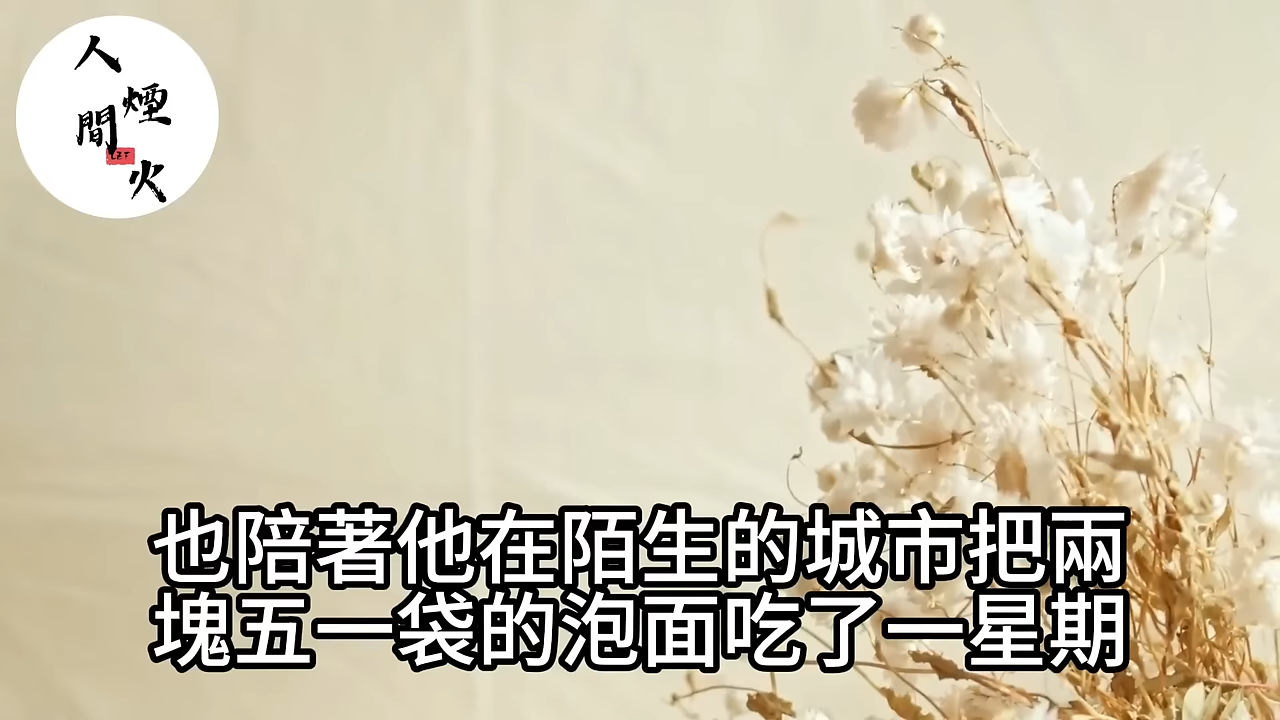 人間煙火
LZT
也陪著他在陌生的城市把兩
塊五一袋的泡面吃了一星期